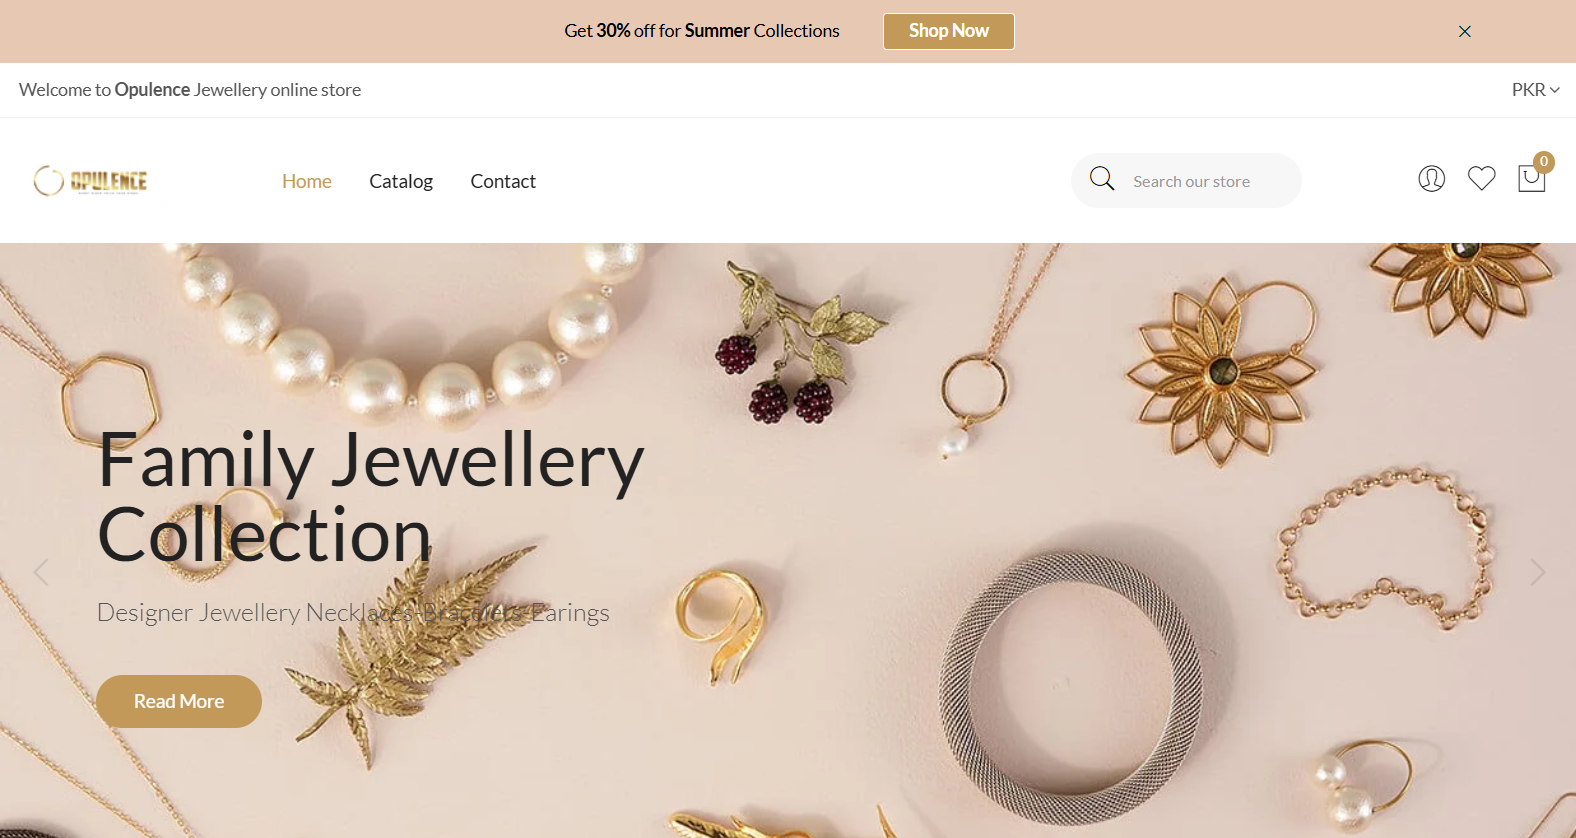 Get 30% off for Summer Collections Shop Now
Welcome to Opulence Jewellery online store PKR
OPULENCE Home Catalog Contact Search our store 0
Family Jewellery
Collection
Designer Jewellery Necklaces-Bracelets-Earings
Read More